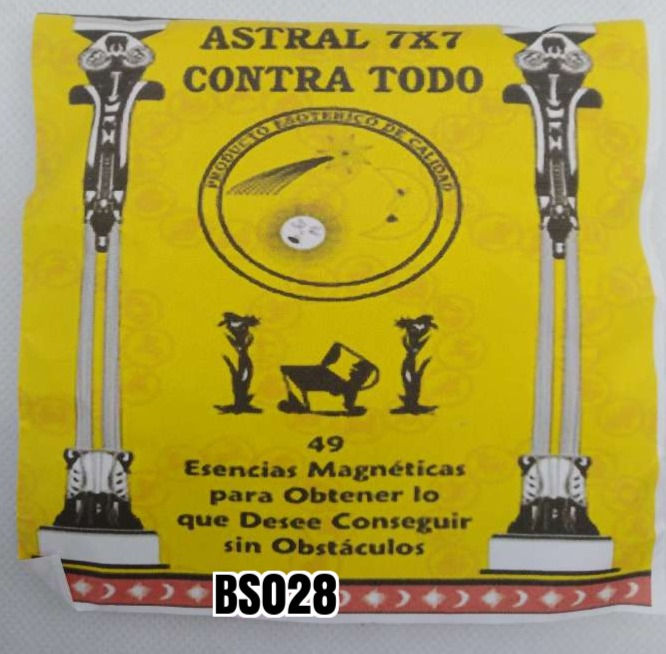 ASTRAL 7X7
CONTRA TODO
PRODUCTO ESOTERICO DE CALIDAD
49
Esencias Magnéticas
para Obtener lo
que Desee Conseguir
sin Obstáculos
BS028